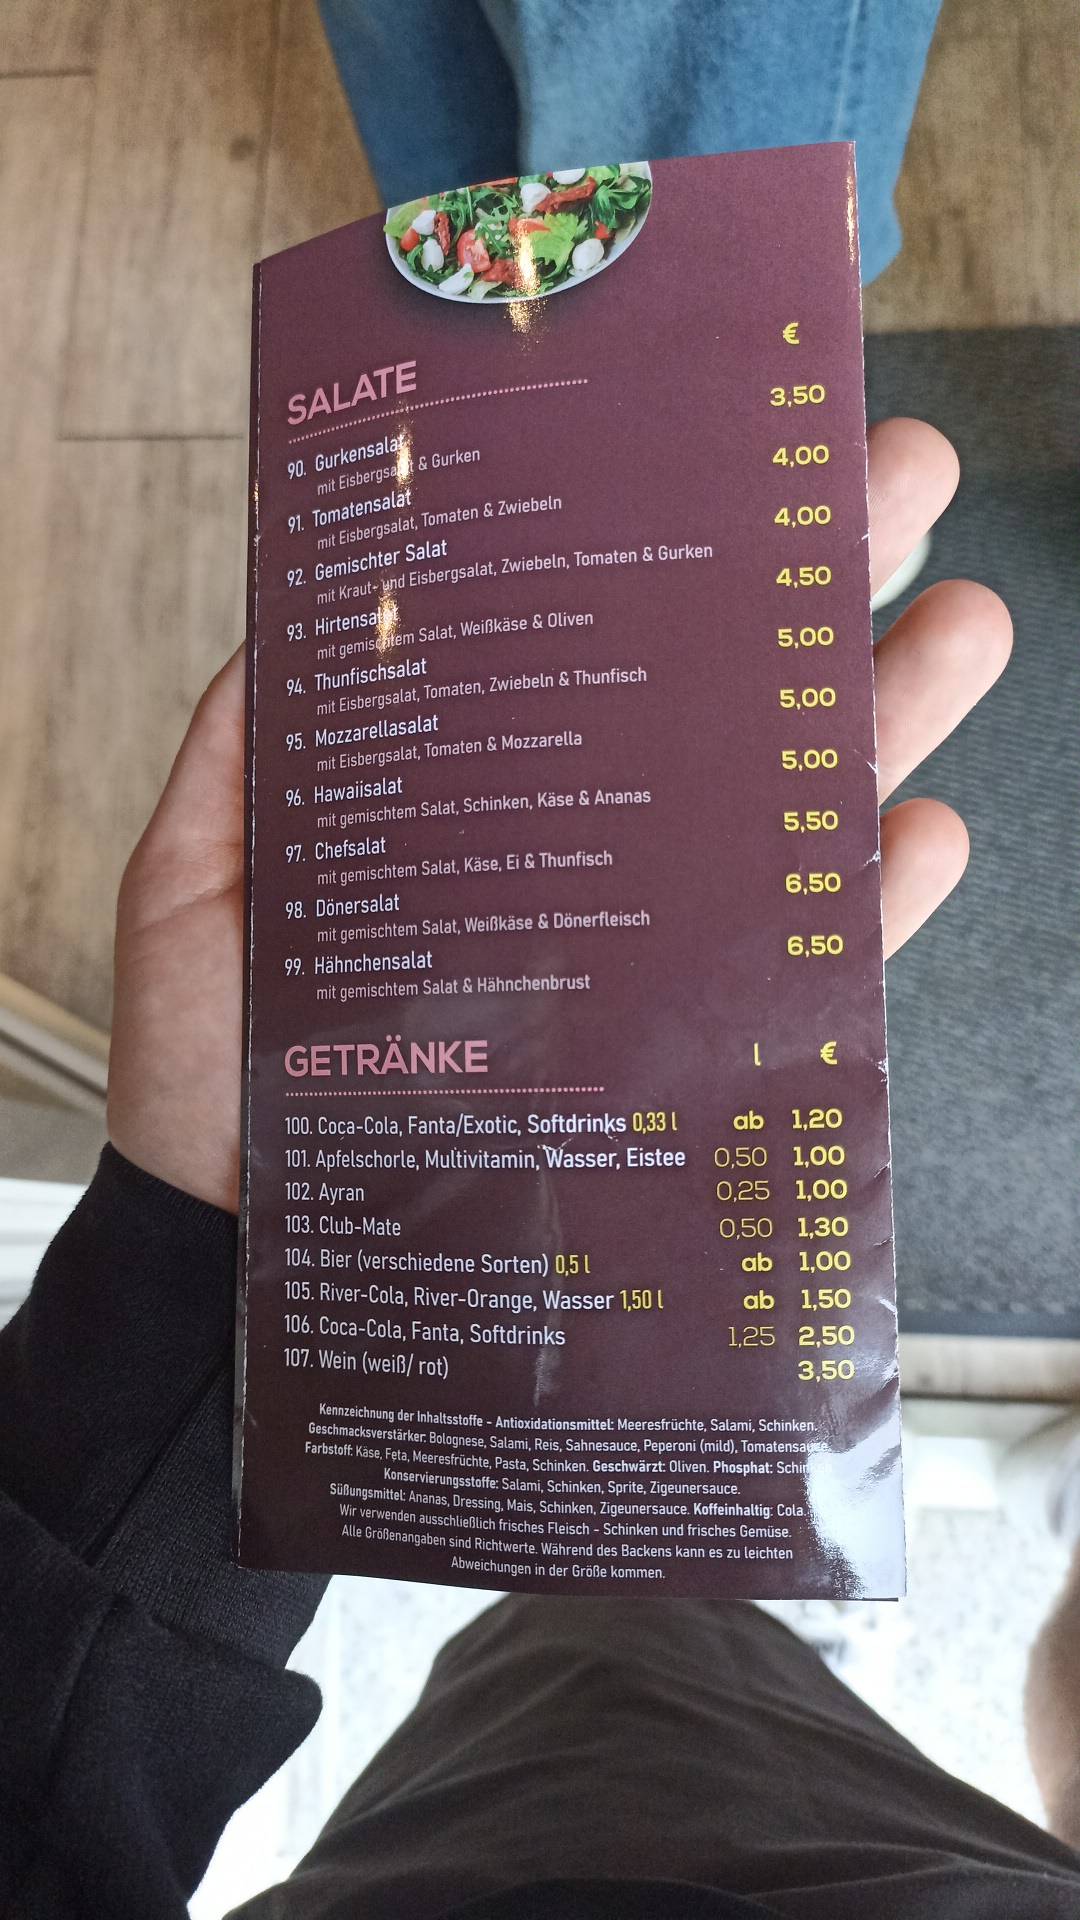 €
SALATE
90. Gurkensalat 3,50
mit Eisbergsalat & Gurken
91. Tomatensalat 4,00
mit Eisbergsalat, Tomaten & Zwiebeln
92. Gemischter Salat 4,00
mit Kraut- und Eisbergsalat, Zwiebeln, Tomaten & Gurken
93. Hirtensalat 4,50
mit gemischtem Salat, Weißkäse & Oliven
94. Thunfischsalat 5,00
mit Eisbergsalat, Tomaten, Zwiebeln & Thunfisch
95. Mozzarellasalat 5,00
mit Eisbergsalat, Tomaten & Mozzarella
96. Hawaiisalat 5,00
mit gemischtem Salat, Schinken, Käse & Ananas
97. Chefsalat 5,50
mit gemischtem Salat, Käse, Ei & Thunfisch
98. Dönersalat 6,50
mit gemischtem Salat, Weißkäse & Dönerfleisch
99. Hähnchensalat 6,50
mit gemischtem Salat & Hähnchenbrust
GETRÄNKE l €
100. Coca-Cola, Fanta/Exotic, Softdrinks 0,33 l ab 1,20
101. Apfelschorle, Multivitamin, Wasser, Eistee 0,50 1,00
102. Ayran 0,25 1,00
103. Club-Mate 0,50 1,30
104. Bier (verschiedene Sorten) 0,5 l ab 1,00
105. River-Cola, River-Orange, Wasser 1,50 l ab 1,50
106. Coca-Cola, Fanta, Softdrinks 1,25 2,50
107. Wein (weiß/ rot) 3,50
Kennzeichnung der Inhaltsstoffe - Antioxidationsmittel: Meeresfrüchte, Salami, Schinken.
Geschmacksverstärker: Bolognese, Salami, Reis, Sahnesauce, Peperoni (mild), Tomatensauce.
Farbstoff: Käse, Feta, Meeresfrüchte, Pasta, Schinken. Geschwärzt: Oliven. Phosphat: Schinken
Konservierungsstoffe: Salami, Schinken, Sprite, Zigeunersauce.
Süßungsmittel: Ananas, Dressing, Mais, Schinken, Zigeunersauce. Koffeinhaltig: Cola.
Wir verwenden ausschließlich frisches Fleisch - Schinken und frisches Gemüse.
Alle Größenangaben sind Richtwerte. Während des Backens kann es zu leichten
Abweichungen in der Größe kommen.